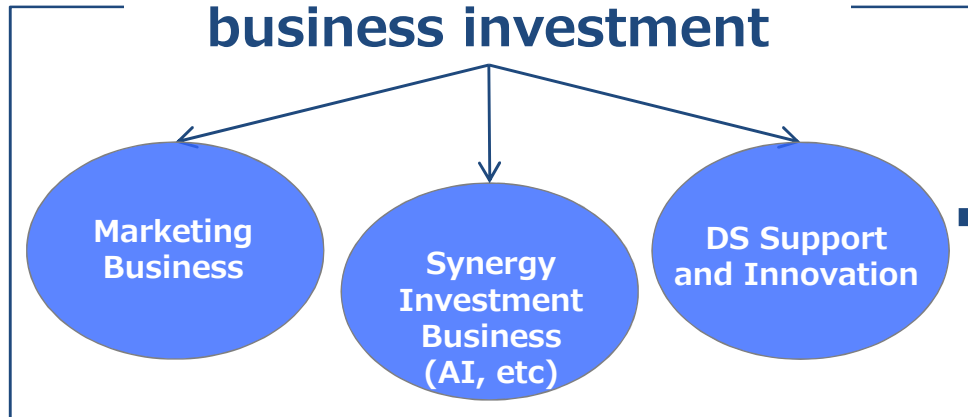 business investment
Marketing
Business
Synergy
Investment
Business
(AI, etc)
DS Support
and Innovation